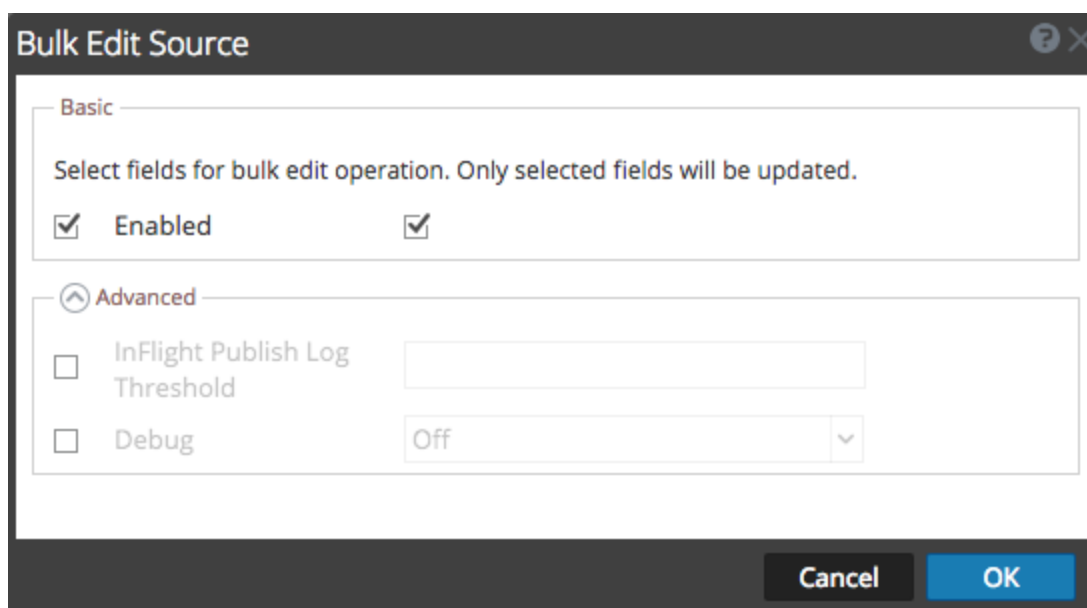 Bulk Edit Source
?
Basic
Select fields for bulk edit operation. Only selected fields will be updated.
Enabled
Advanced
InFlight Publish Log
Threshold
Debug
Off
Cancel
OK